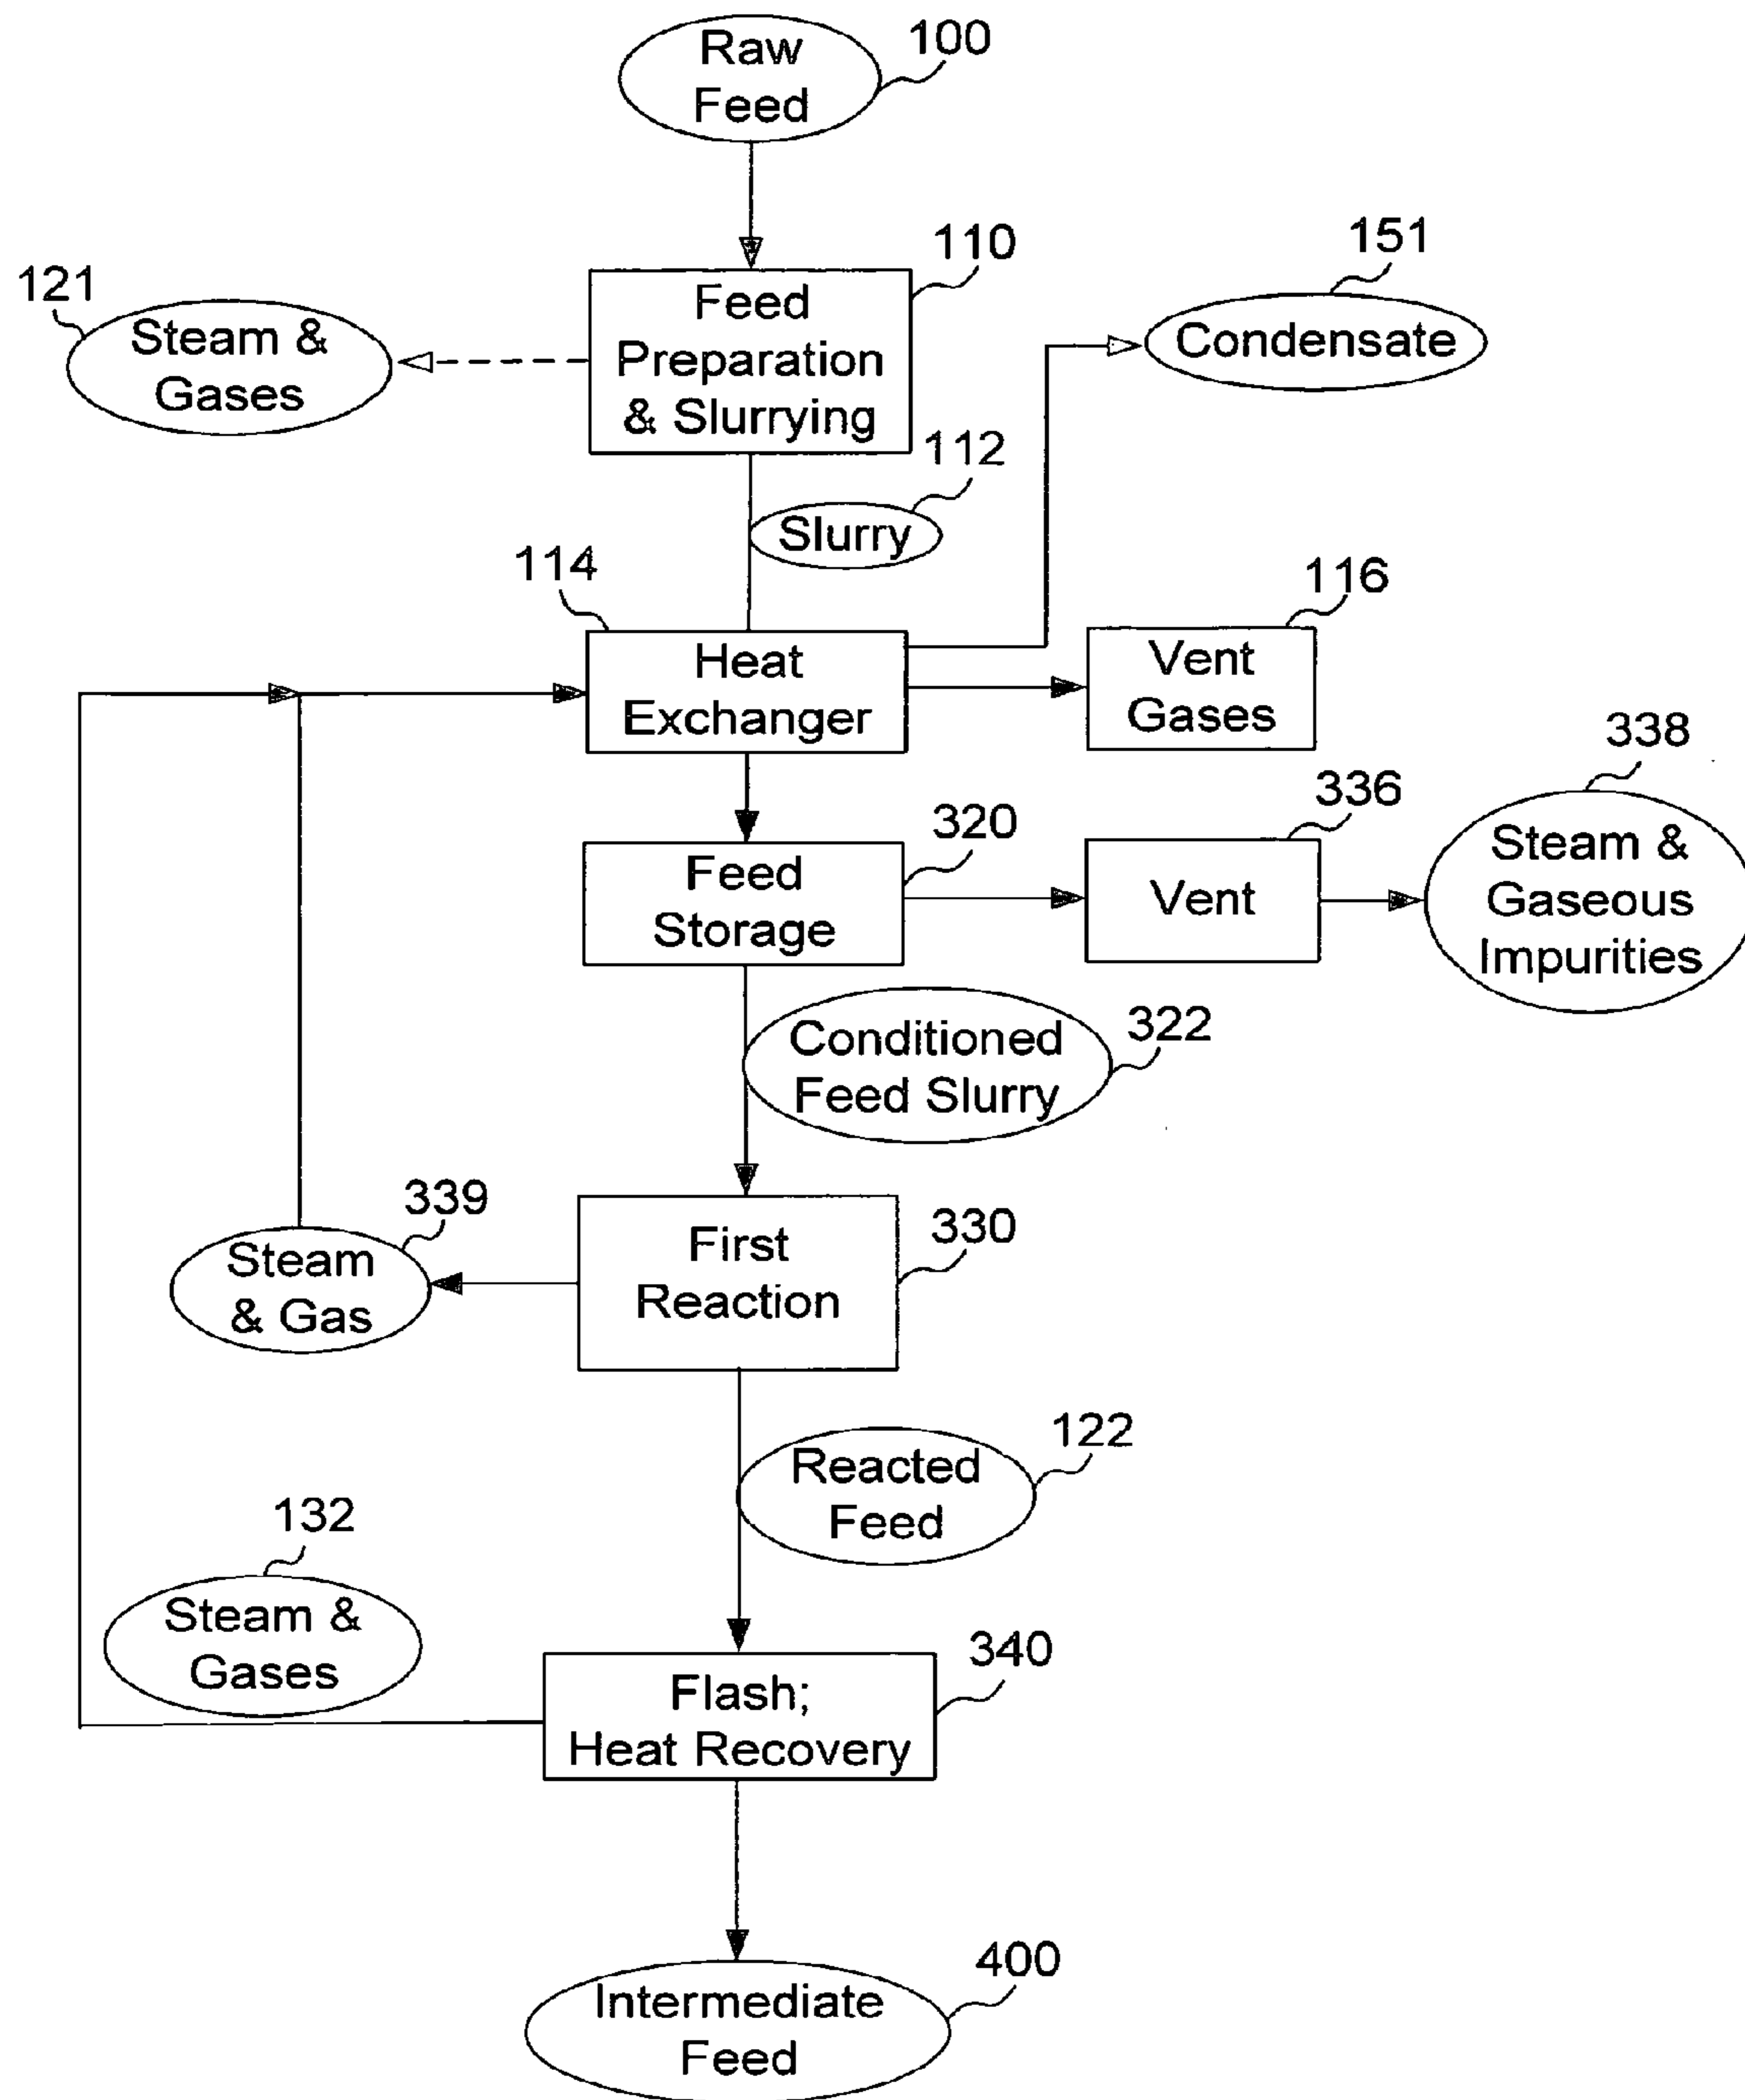 Raw
Feed
100
110
151
121
Steam &
Gases
Feed
Preparation
& Slurrying
Condensate
112
Slurry
114
116
Heat
Exchanger
Vent
Gases
338
320
336
Feed
Storage
Vent
Steam &
Gaseous
Impurities
Conditioned
Feed Slurry
322
339
Steam
& Gas
First
Reaction
330
Reacted
Feed
122
132
Steam &
Gases
Flash;
Heat Recovery
340
400
Intermediate
Feed